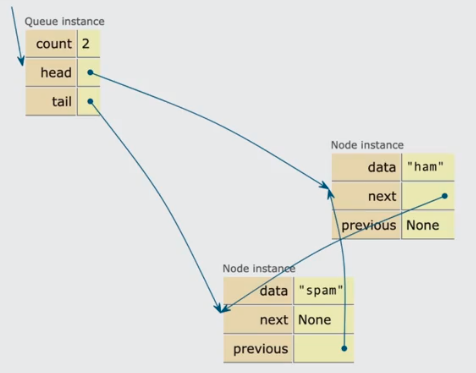 Queue instance
count 2
head
tail
Node instance
data "ham"
next
previous None
Node instance
data "spam"
next None
previous